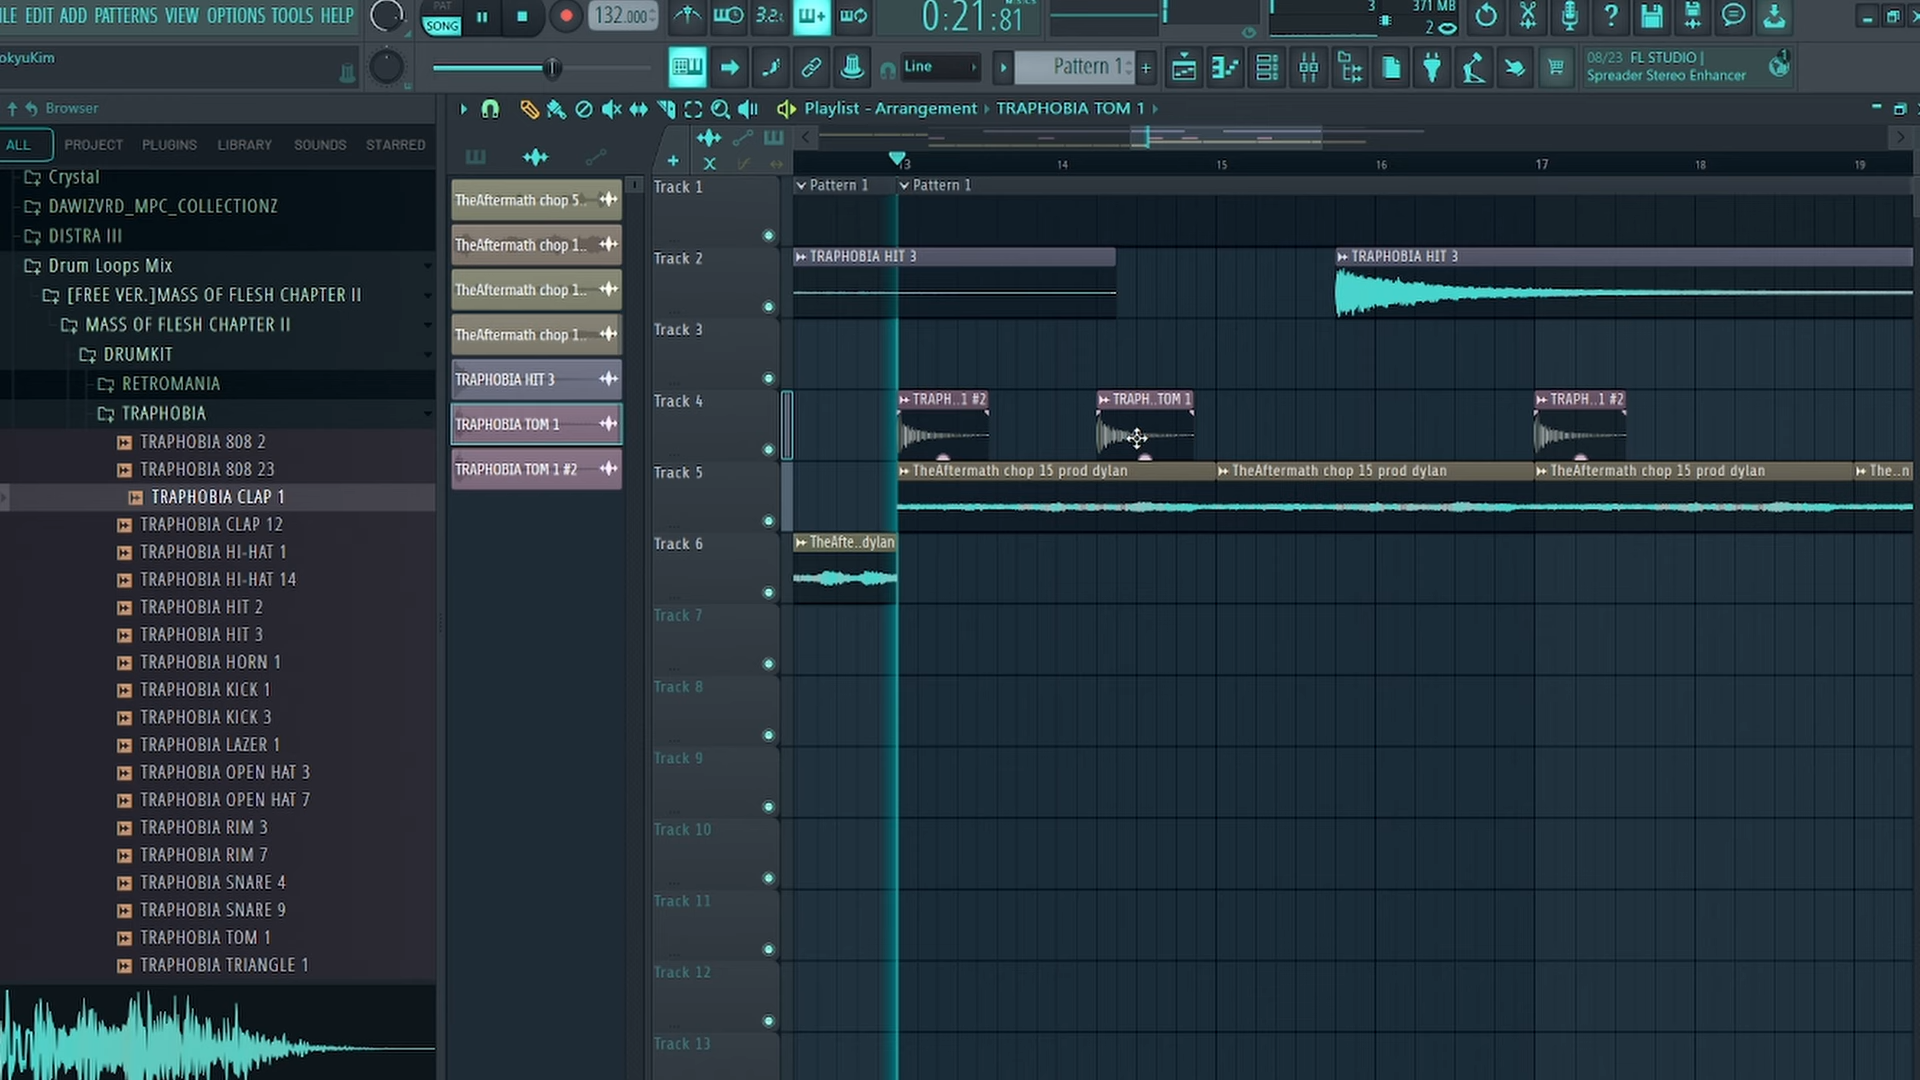 ILE EDIT ADD PATTERNS VIEW OPTIONS TOOLS HELP
PAT
SONG
132.000
3.2
0:21:81
M:S:CS
3
371 MB
2
okyuKim
Line
Pattern 1
08/23 FL STUDIO |
Spreader Stereo Enhancer
1
Browser
Playlist - Arrangement
TRAPHOBIA TOM 1
ALL
PROJECT
PLUGINS
LIBRARY
SOUNDS
STARRED
Crystal
DAWIZVRD_MPC_COLLECTIONZ
DISTRA III
Drum Loops Mix
[FREE VER.]MASS OF FLESH CHAPTER II
MASS OF FLESH CHAPTER II
DRUMKIT
RETROMANIA
TRAPHOBIA
TRAPHOBIA 808 2
TRAPHOBIA 808 23
TRAPHOBIA CLAP 1
TRAPHOBIA CLAP 12
TRAPHOBIA HI-HAT 1
TRAPHOBIA HI-HAT 14
TRAPHOBIA HIT 2
TRAPHOBIA HIT 3
TRAPHOBIA HORN 1
TRAPHOBIA KICK 1
TRAPHOBIA KICK 3
TRAPHOBIA LAZER 1
TRAPHOBIA OPEN HAT 3
TRAPHOBIA OPEN HAT 7
TRAPHOBIA RIM 3
TRAPHOBIA RIM 7
TRAPHOBIA SNARE 4
TRAPHOBIA SNARE 9
TRAPHOBIA TOM 1
TRAPHOBIA TRIANGLE 1
TheAftermath chop 5..
TheAftermath chop 1..
TheAftermath chop 1..
TheAftermath chop 1..
TRAPHOBIA HIT 3
TRAPHOBIA TOM 1
TRAPHOBIA TOM 1 #2
13
14
15
16
17
18
19
Track 1
Pattern 1
Pattern 1
Track 2
TRAPHOBIA HIT 3
TRAPHOBIA HIT 3
Track 3
Track 4
TRAPH..1 #2
TRAPH..TOM 1
TRAPH..1 #2
Track 5
TheAftermath chop 15 prod dylan
TheAftermath chop 15 prod dylan
TheAftermath chop 15 prod dylan
The..n
Track 6
TheAfte..dylan
Track 7
Track 8
Track 9
Track 10
Track 11
Track 12
Track 13